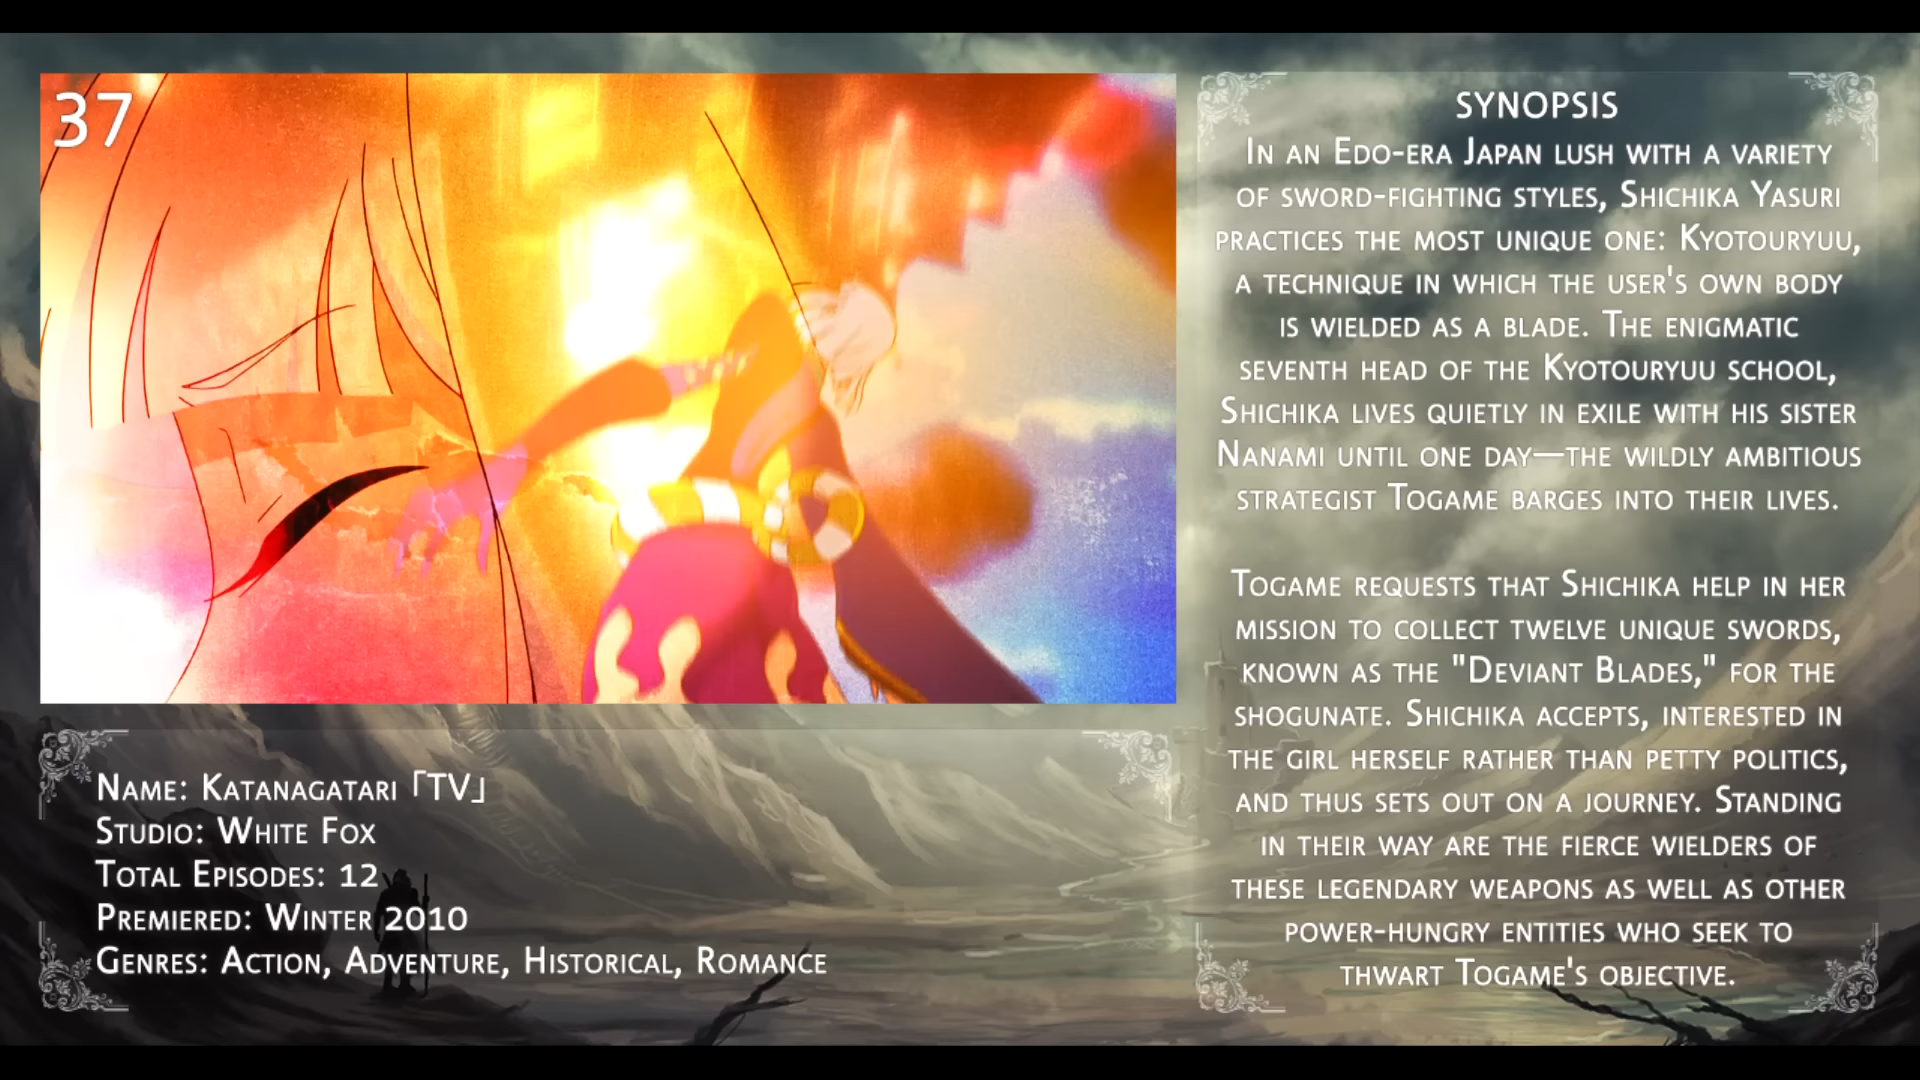 37
SYNOPSIS
In an Edo-era Japan lush with a variety
of sword-fighting styles, Shichika Yasuri
practices the most unique one: Kyotouryuu,
a technique in which the user's own body
is wielded as a blade. The enigmatic
seventh head of the Kyotouryuu school,
Shichika lives quietly in exile with his sister
Nanami until one day—the wildly ambitious
strategist Togame barges into their lives.
Togame requests that Shichika help in her
mission to collect twelve unique swords,
known as the "Deviant Blades," for the
shogunate. Shichika accepts, interested in
the girl herself rather than petty politics,
and thus sets out on a journey. Standing
in their way are the fierce wielders of
these legendary weapons as well as other
power-hungry entities who seek to
thwart Togame's objective.
Name: Katanagatari「TV」
Studio: White Fox
Total Episodes: 12
Premiered: Winter 2010
Genres: Action, Adventure, Historical, Romance